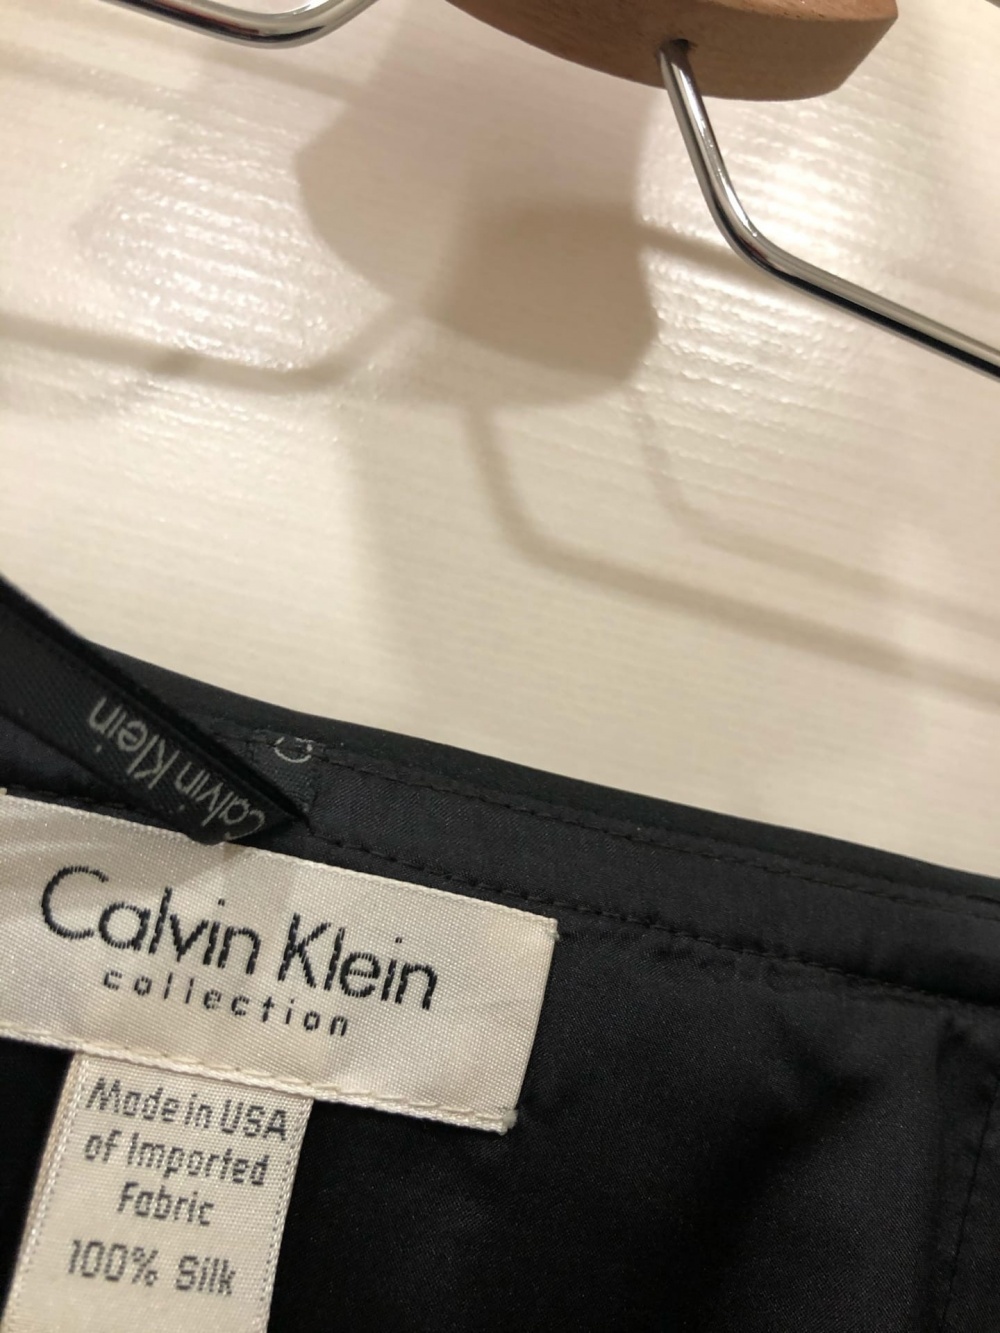 Calvin Klein
C
Calvin Klein
collection
Made in USA
of Imported
Fabric
100% Silk